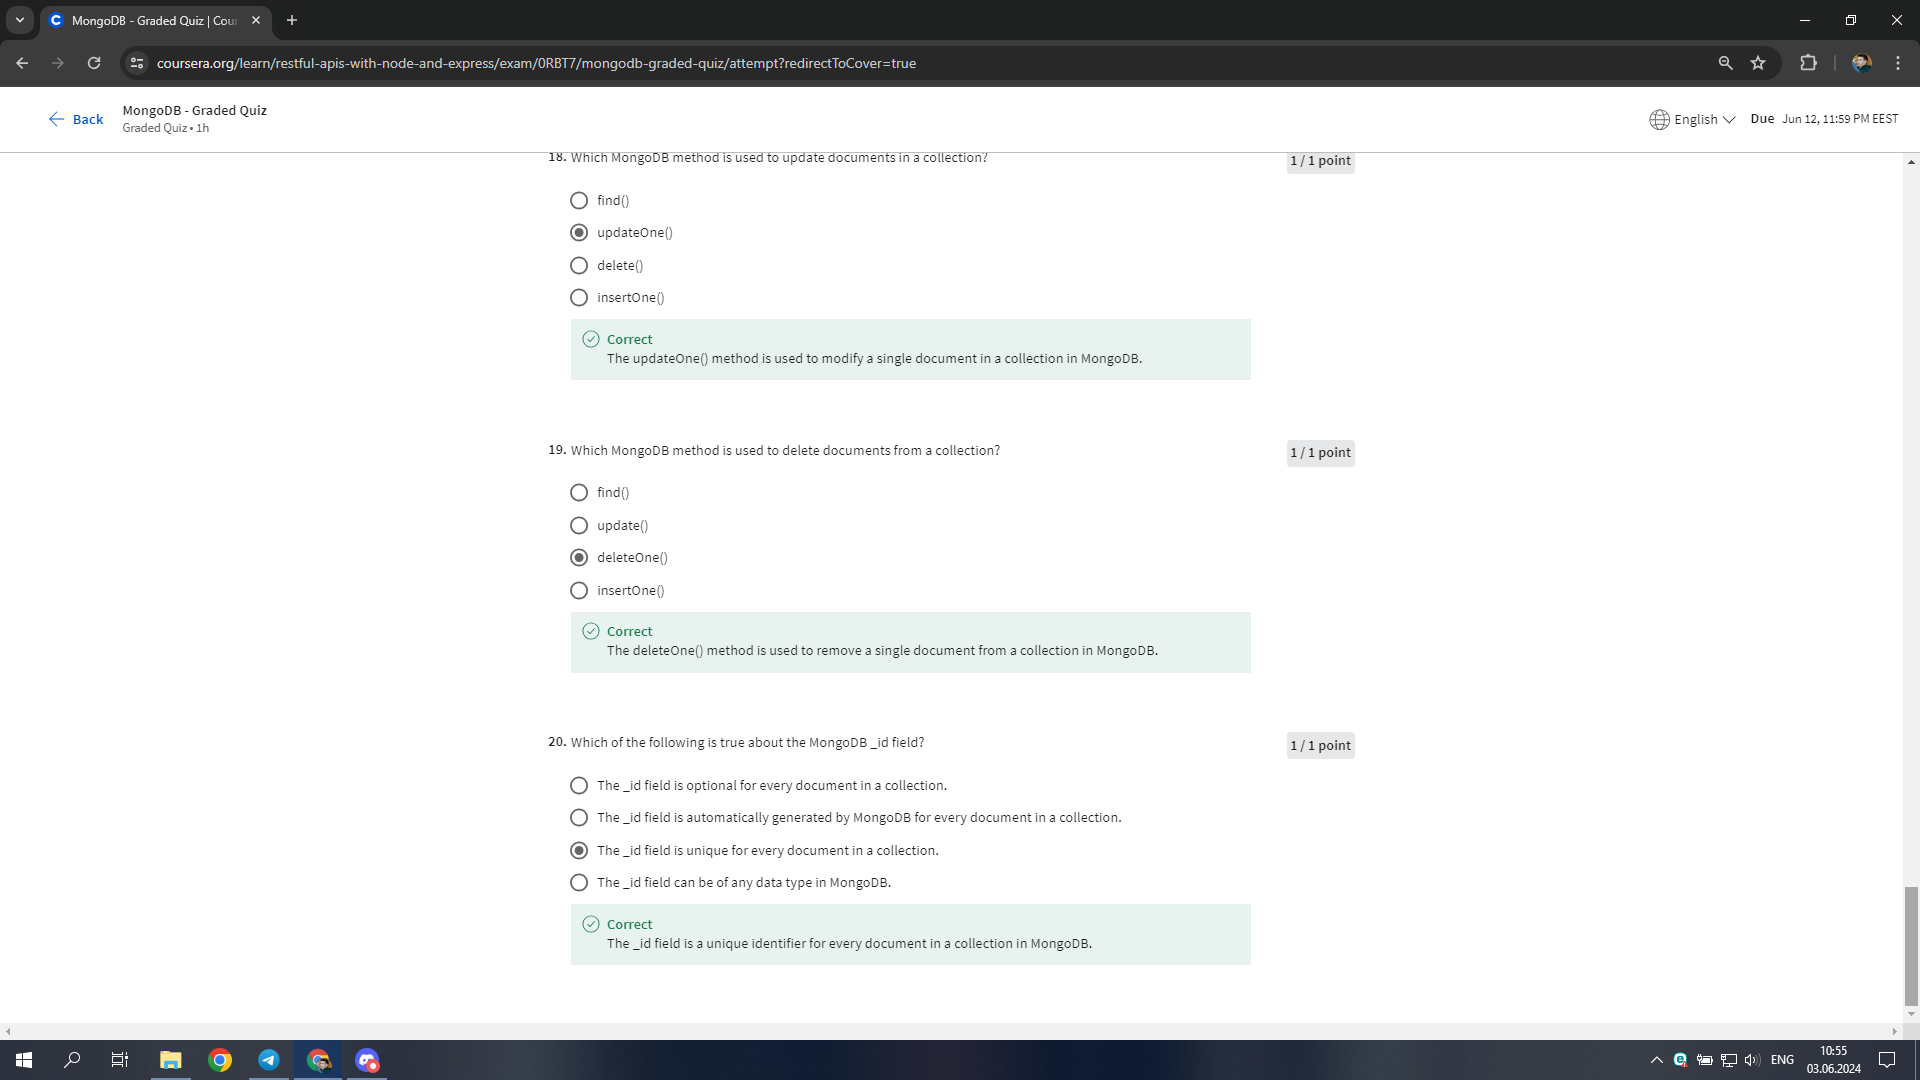 MongoDB - Graded Quiz | Cou
coursera.org/learn/restful-apis-with-node-and-express/exam/0RBT7/mongodb-graded-quiz/attempt?redirectToCover=true
Back
MongoDB - Graded Quiz
Graded Quiz • 1h
English
Due Jun 12, 11:59 PM EEST
18. Which MongoDB method is used to update documents in a collection?
1 / 1 point
find()
updateOne()
delete()
insertOne()
Correct
The updateOne() method is used to modify a single document in a collection in MongoDB.
19. Which MongoDB method is used to delete documents from a collection?
1 / 1 point
find()
update()
deleteOne()
insertOne()
Correct
The deleteOne() method is used to remove a single document from a collection in MongoDB.
20. Which of the following is true about the MongoDB _id field?
1 / 1 point
The _id field is optional for every document in a collection.
The _id field is automatically generated by MongoDB for every document in a collection.
The _id field is unique for every document in a collection.
The _id field can be of any data type in MongoDB.
Correct
The _id field is a unique identifier for every document in a collection in MongoDB.
ENG
10:55
03.06.2024